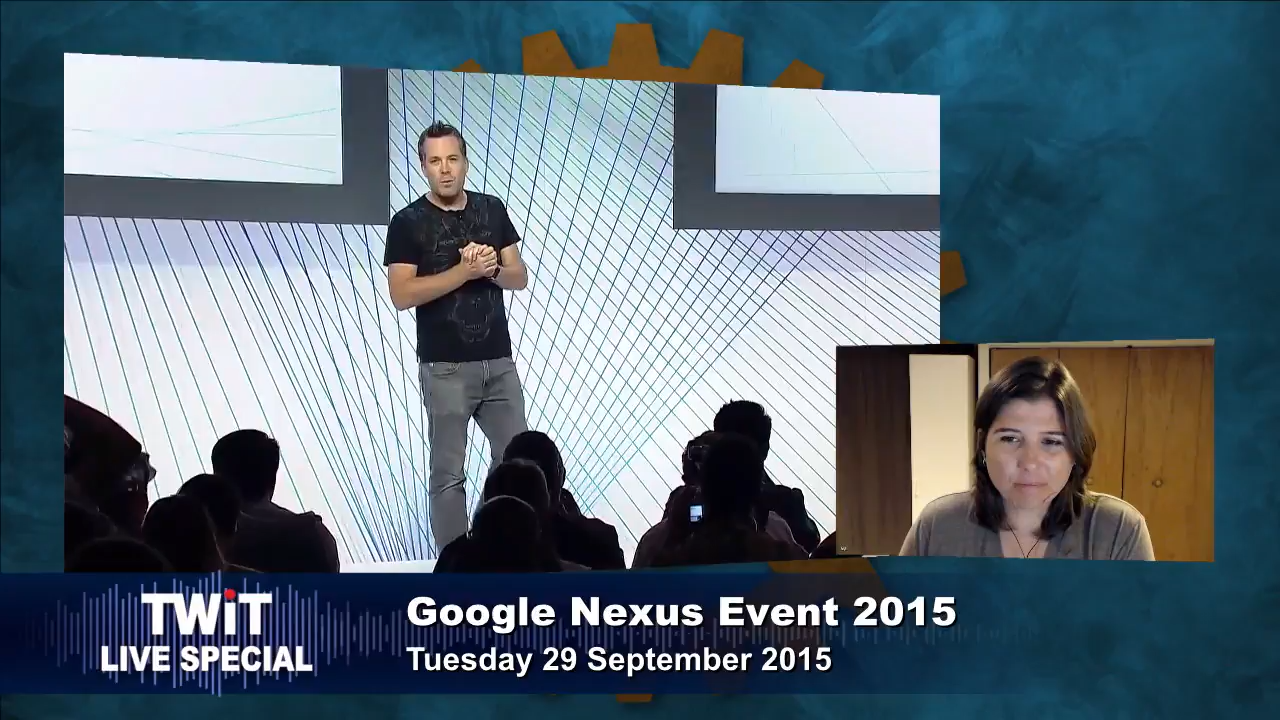 TWiT
LIVE SPECIAL
Google Nexus Event 2015
Tuesday 29 September 2015